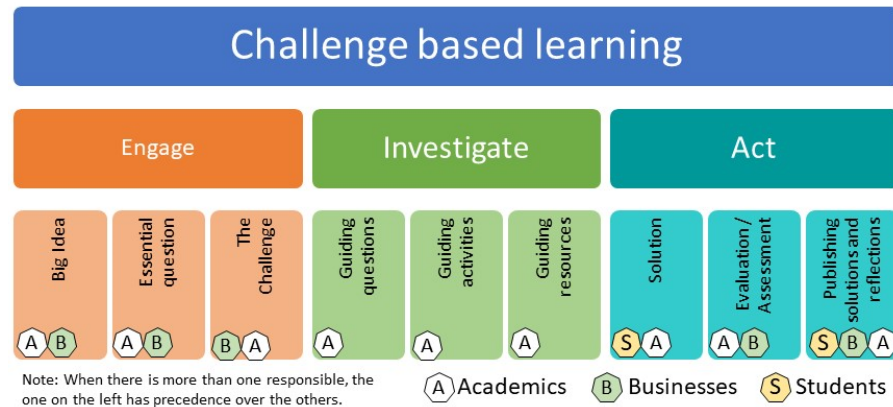 Challenge based learning
Engage
Investigate
Act
Big Idea
Essential
question
The
Challenge
Guiding
questions
Guiding
activities
Guiding
resources
Solution
Evaluation /
Assessment
Publishing
solutions and
reflections
A B
A B
B A
A
A
A
S A
A B
S B A
Note: When there is more than one responsible, the
one on the left has precedence over the others.
A Academics
B Businesses
S Students